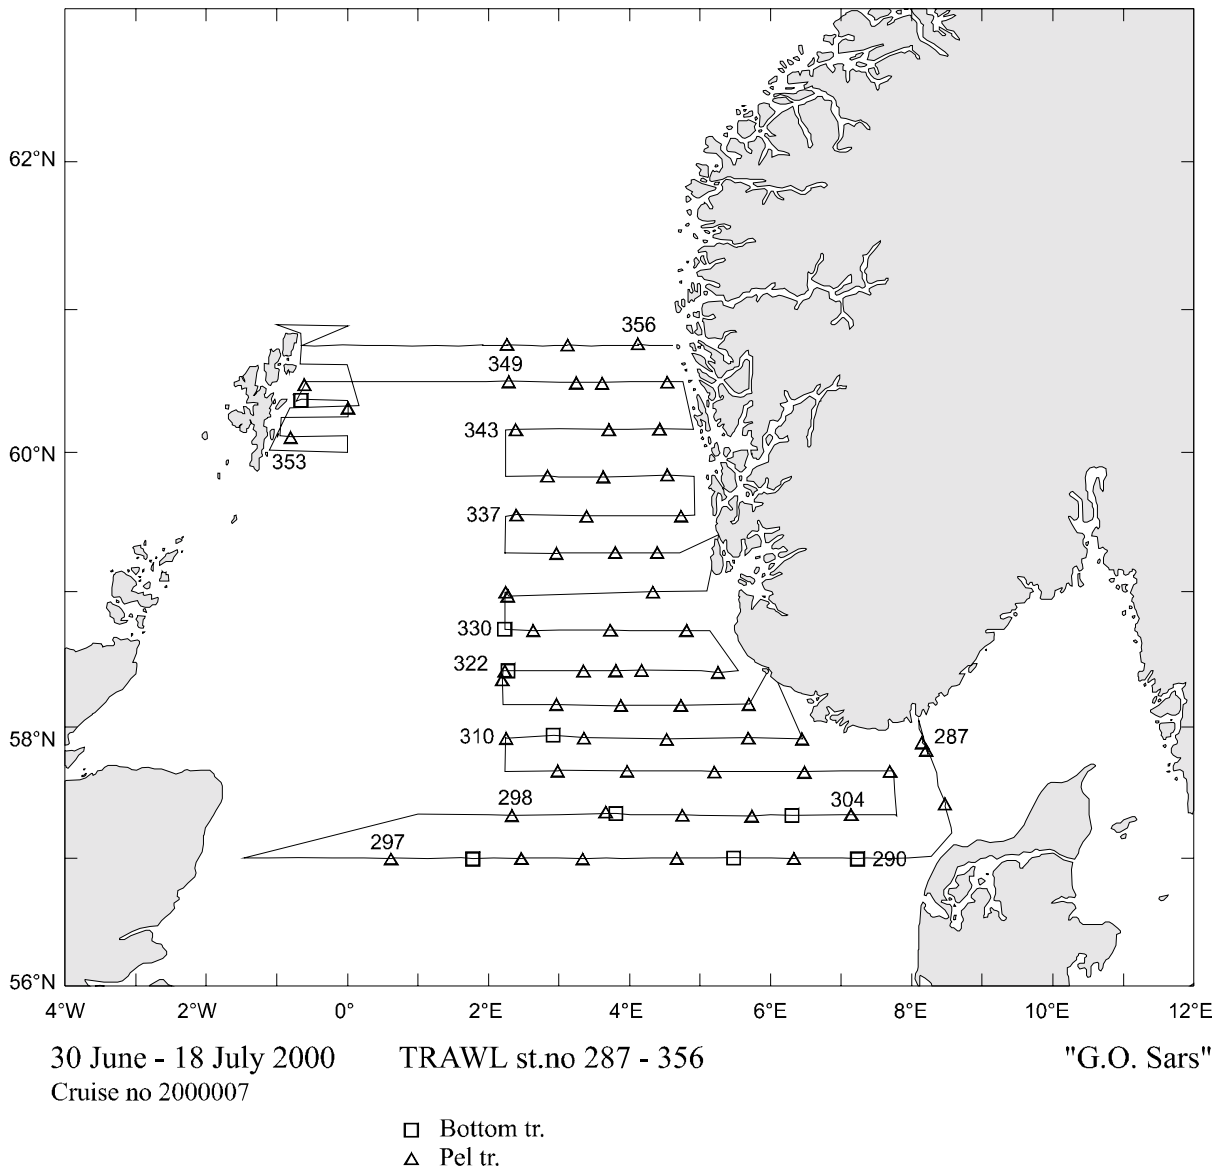 62°N
356
349
343
60°N
353
337
330
322
310
287
58°N
298
304
297
290
56°N
4°W 2°W 0° 2°E 4°E 6°E 8°E 10°E 12°E
30 June - 18 July 2000 TRAWL st.no 287 - 356 "G.O. Sars"
Cruise no 2000007
Bottom tr.
Pel tr.